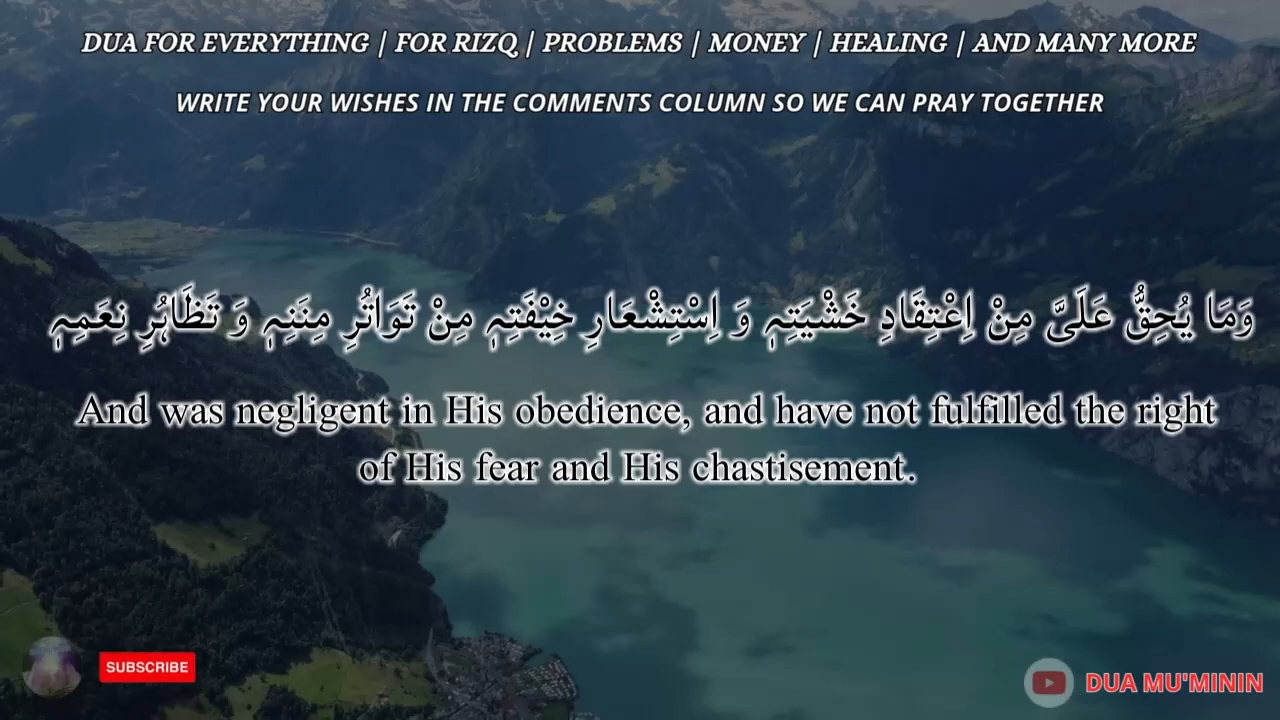 DUA FOR EVERYTHING | FOR RIZQ | PROBLEMS | MONEY | HEALING | AND MANY MORE
WRITE YOUR WISHES IN THE COMMENTS COLUMN SO WE CAN PRAY TOGETHER
وَمَا يُحِقُّ عَلَیَّ مِنْ اِعْتِقَادِ خَشْيَتِہٖ وَ اِسْتِشْعَارِ خِيْفَتِہٖ مِنْ تَوَاتُرِ مِنَنِہٖ وَ تَظَاہُرِ نِعَمِہٖ
And was negligent in His obedience, and have not fulfilled the right
of His fear and His chastisement.
SUBSCRIBE
DUA MU'MININ